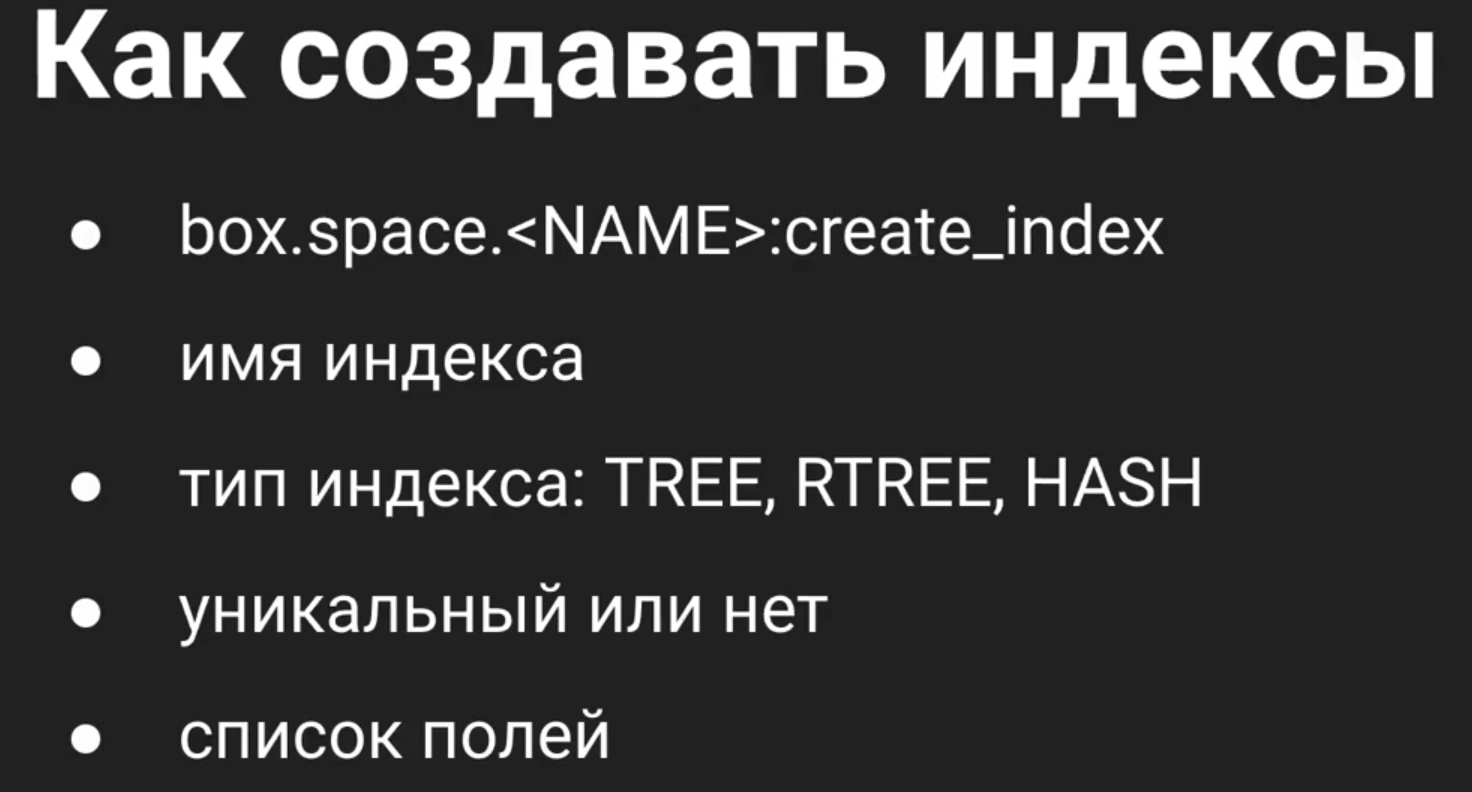 Как создавать индексы
● box.space.<NAME>:create_index
● имя индекса
● тип индекса: TREE, RTREE, HASH
● уникальный или нет
● список полей